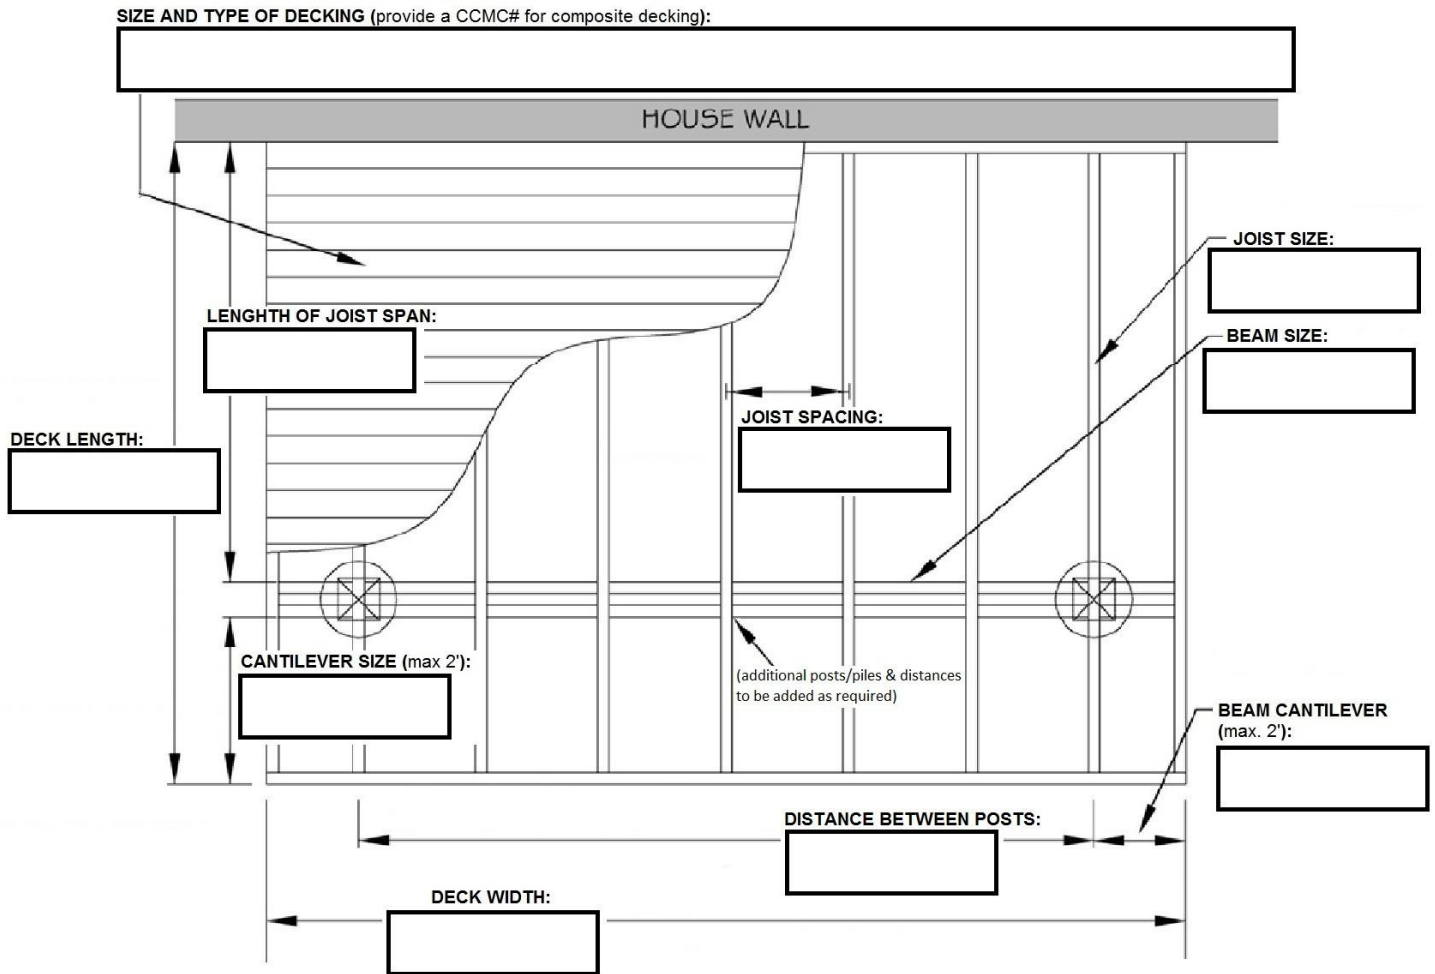 SIZE AND TYPE OF DECKING (provide a CCMC# for composite decking):
HOUSE WALL
JOIST SIZE:
LENGHTH OF JOIST SPAN:
BEAM SIZE:
JOIST SPACING:
DECK LENGTH:
CANTILEVER SIZE (max 2'):
(additional posts/piles & distances
to be added as required)
BEAM CANTILEVER
(max. 2'):
DISTANCE BETWEEN POSTS:
DECK WIDTH: